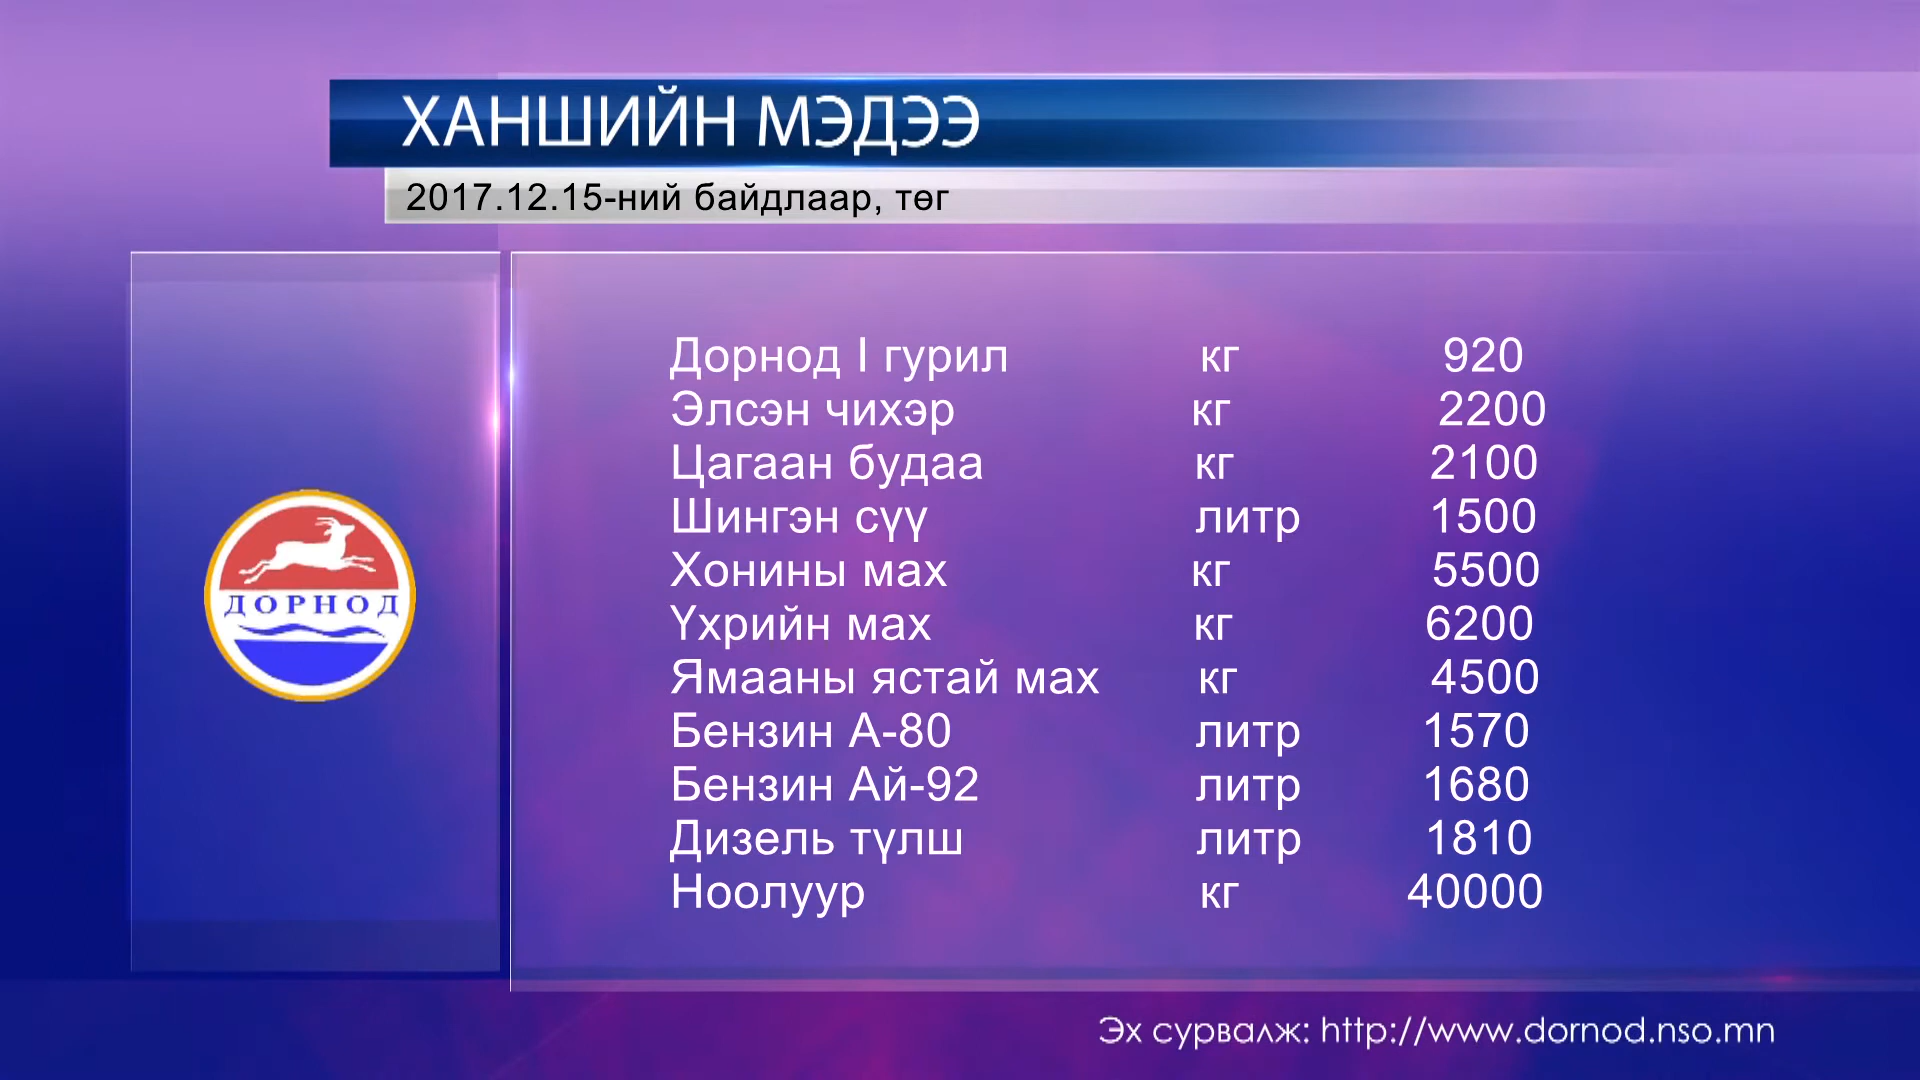 ХАНШИЙН МЭДЭЭ
2017.12.15-ний байдлаар, төг
Дорнод I гурил кг 920
Элсэн чихэр кг 2200
Цагаан будаа кг 2100
Шингэн сүү литр 1500
Хонины мах кг 5500
Үхрийн мах кг 6200
Ямааны ястай мах кг 4500
Бензин А-80 литр 1570
Бензин Ай-92 литр 1680
Дизель түлш литр 1810
Ноолуур кг 40000
ДОРНОД
Эх сурвалж: http://www.dornod.nso.mn